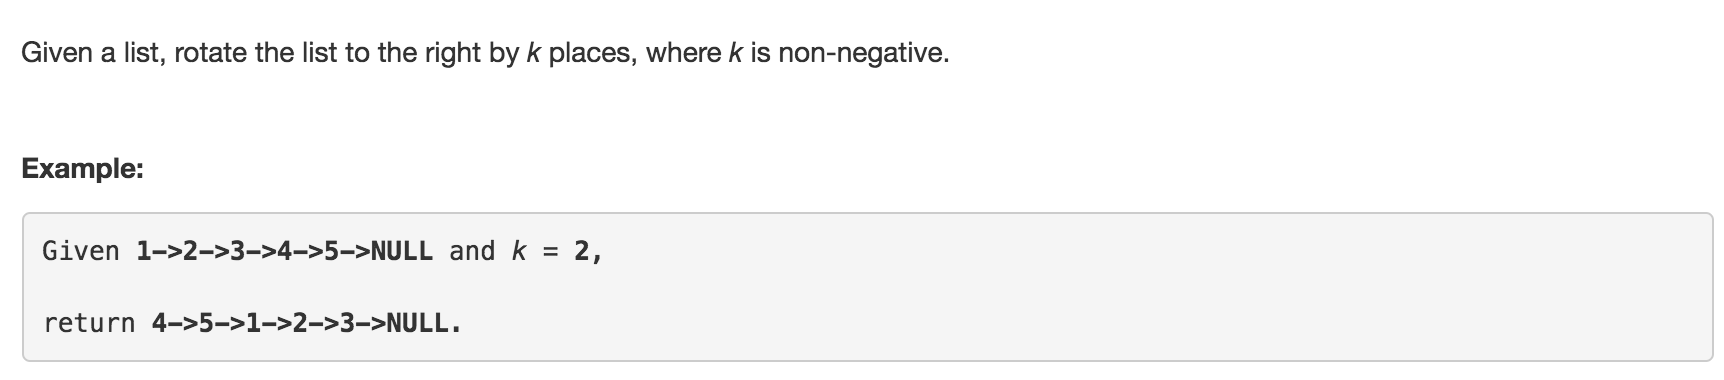 Given a list, rotate the list to the right by k places, where k is non-negative.
Example:
Given 1->2->3->4->5->NULL and k = 2,
return 4->5->1->2->3->NULL.